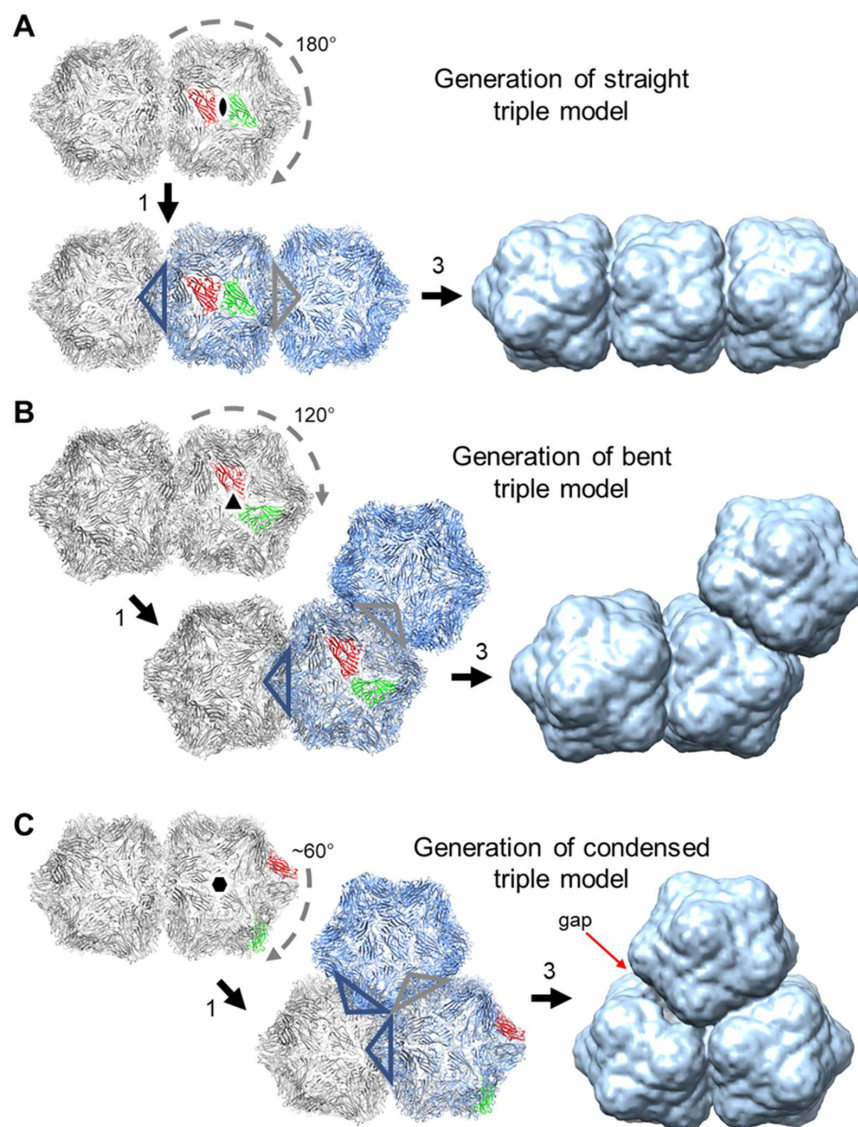 A
180°
Generation of straight
triple model
1
3
B
120°
Generation of bent
triple model
1
3
C
~60°
Generation of condensed
triple model
gap
1
3